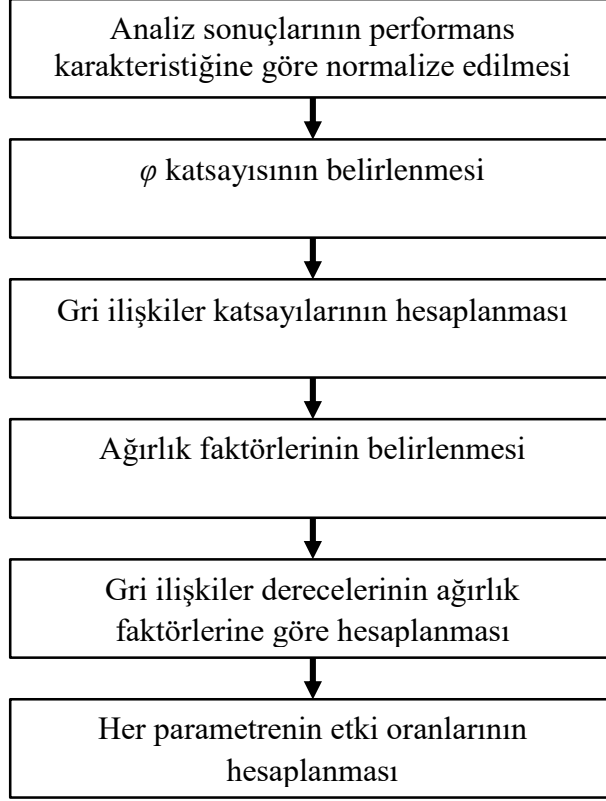 Analiz sonuçlarının performans
karakteristiğine göre normalize edilmesi
φ katsayısının belirlenmesi
Gri ilişkiler katsayılarının hesaplanması
Ağırlık faktörlerinin belirlenmesi
Gri ilişkiler derecelerinin ağırlık
faktörlerine göre hesaplanması
Her parametrenin etki oranlarının
hesaplanması